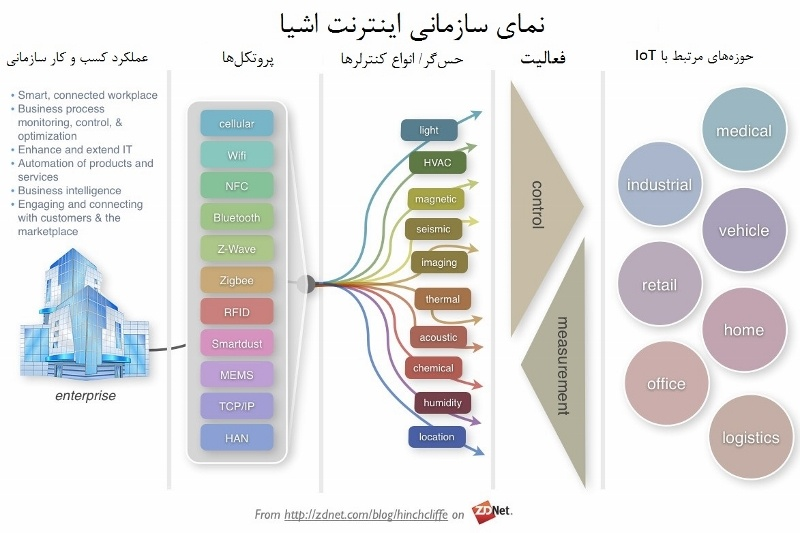 نمای سازمانی اینترنت اشیا
عملکرد کسب و کار سازمانی
پروتکل‌ها
حس‌گر/ انواع کنترلرها
فعالیت
حوزه‌های مرتبط با IoT
• Smart, connected workplace
• Business process
monitoring, control, &
optimization
• Enhance and extend IT
• Automation of products and
services
• Business intelligence
• Engaging and connecting
with customers & the
marketplace
enterprise
cellular
Wifi
NFC
Bluetooth
Z-Wave
Zigbee
RFID
Smartdust
MEMS
TCP/IP
HAN
light
HVAC
magnetic
seismic
imaging
thermal
acoustic
chemical
humidity
location
control
measurement
medical
industrial
vehicle
retail
home
office
logistics
From http://zdnet.com/blog/hinchcliffe on ZDNet.